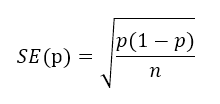 SE(p) = √(p(1 − p)/n)